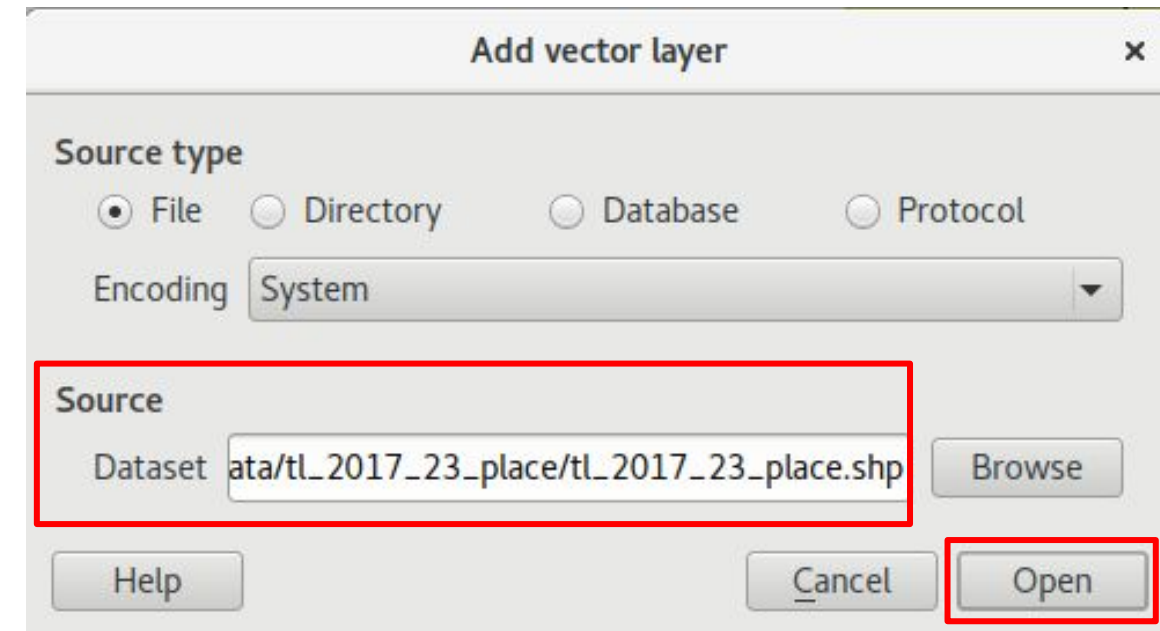 Add vector layer ×
Source type
File Directory Database Protocol
Encoding System
Source
Dataset ata/tl_2017_23_place/tl_2017_23_place.shp Browse
Help Cancel Open